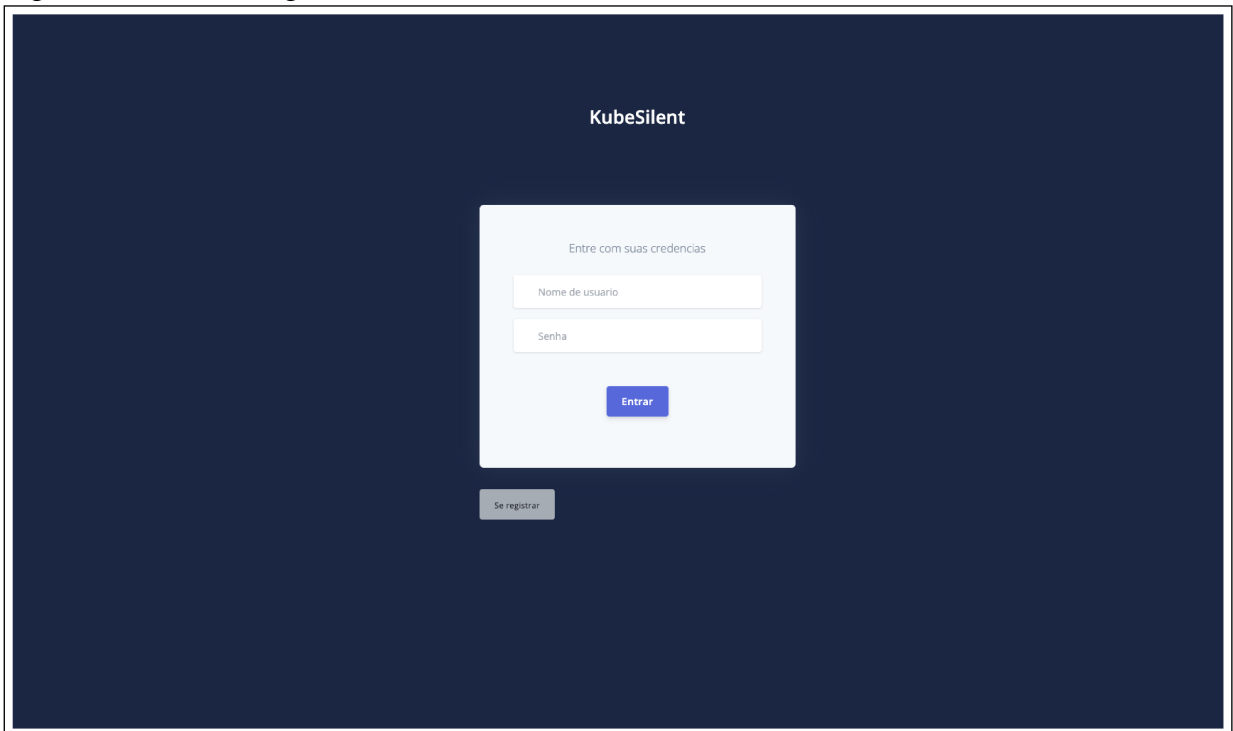 KubeSilent
Entre com suas credencias
Nome de usuario
Senha
Entrar
Se registrar